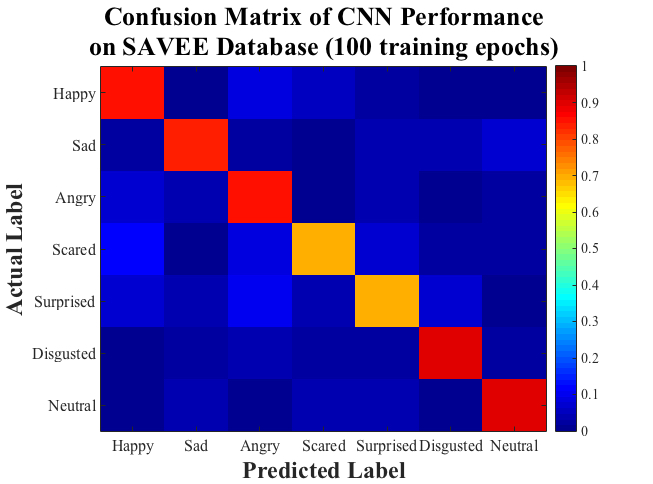 Confusion Matrix of CNN Performance
on SAVEE Database (100 training epochs)
Actual Label
Happy
Sad
Angry
Scared
Surprised
Disgusted
Neutral
Happy Sad Angry Scared Surprised Disgusted Neutral
Predicted Label
1
0.9
0.8
0.7
0.6
0.5
0.4
0.3
0.2
0.1
0